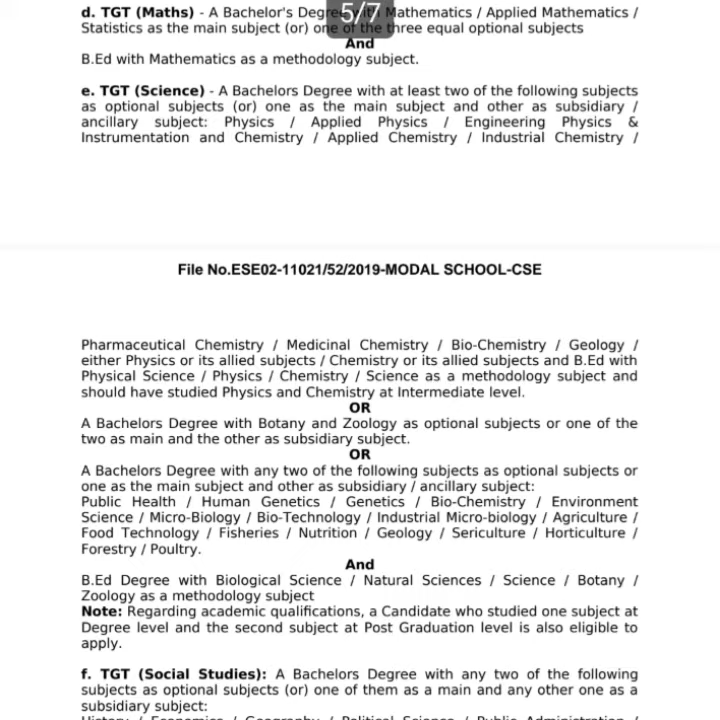 d. TGT (Maths) - A Bachelor's Degree with Mathematics / Applied Mathematics /
5/7
Statistics as the main subject (or) one of the three equal optional subjects
And
B.Ed with Mathematics as a methodology subject.
e. TGT (Science) - A Bachelors Degree with at least two of the following subjects
as optional subjects (or) one as the main subject and other as subsidiary /
ancillary subject: Physics / Applied Physics / Engineering Physics &
Instrumentation and Chemistry / Applied Chemistry / Industrial Chemistry /
File No.ESE02-11021/52/2019-MODAL SCHOOL-CSE
Pharmaceutical Chemistry / Medicinal Chemistry / Bio-Chemistry / Geology /
either Physics or its allied subjects / Chemistry or its allied subjects and B.Ed with
Physical Science / Physics / Chemistry / Science as a methodology subject and
should have studied Physics and Chemistry at Intermediate level.
OR
A Bachelors Degree with Botany and Zoology as optional subjects or one of the
two as main and the other as subsidiary subject.
OR
A Bachelors Degree with any two of the following subjects as optional subjects or
one as the main subject and other as subsidiary / ancillary subject:
Public Health / Human Genetics / Genetics / Bio-Chemistry / Environment
Science / Micro-Biology / Bio-Technology / Industrial Micro-biology / Agriculture /
Food Technology / Fisheries / Nutrition / Geology / Sericulture / Horticulture /
Forestry / Poultry.
And
B.Ed Degree with Biological Science / Natural Sciences / Science / Botany /
Zoology as a methodology subject
Note: Regarding academic qualifications, a Candidate who studied one subject at
Degree level and the second subject at Post Graduation level is also eligible to
apply.
f. TGT (Social Studies): A Bachelors Degree with any two of the following
subjects as optional subjects (or) one of them as a main and any other one as a
subsidiary subject:
History / Economics / Geography / Political Science / Public Administration /